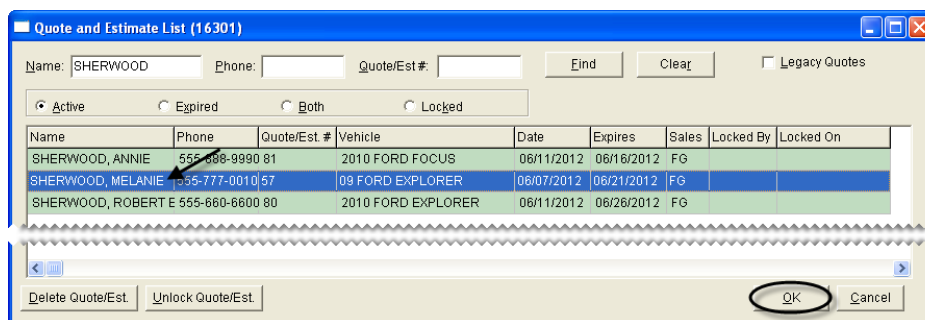 Quote and Estimate List (16301)
Name: SHERWOOD Phone: Quote/Est #: Find Clear Legacy Quotes
Active Expired Both Locked
Name Phone Quote/Est. # Vehicle Date Expires Sales Locked By Locked On
SHERWOOD, ANNIE 555-888-9990 81 2010 FORD FOCUS 06/11/2012 06/16/2012 FG
SHERWOOD, MELANIE 555-777-0010 57 09 FORD EXPLORER 06/07/2012 06/21/2012 FG
SHERWOOD, ROBERT E 555-660-6600 80 2010 FORD EXPLORER 06/11/2012 06/26/2012 FG
Delete Quote/Est. Unlock Quote/Est. OK Cancel